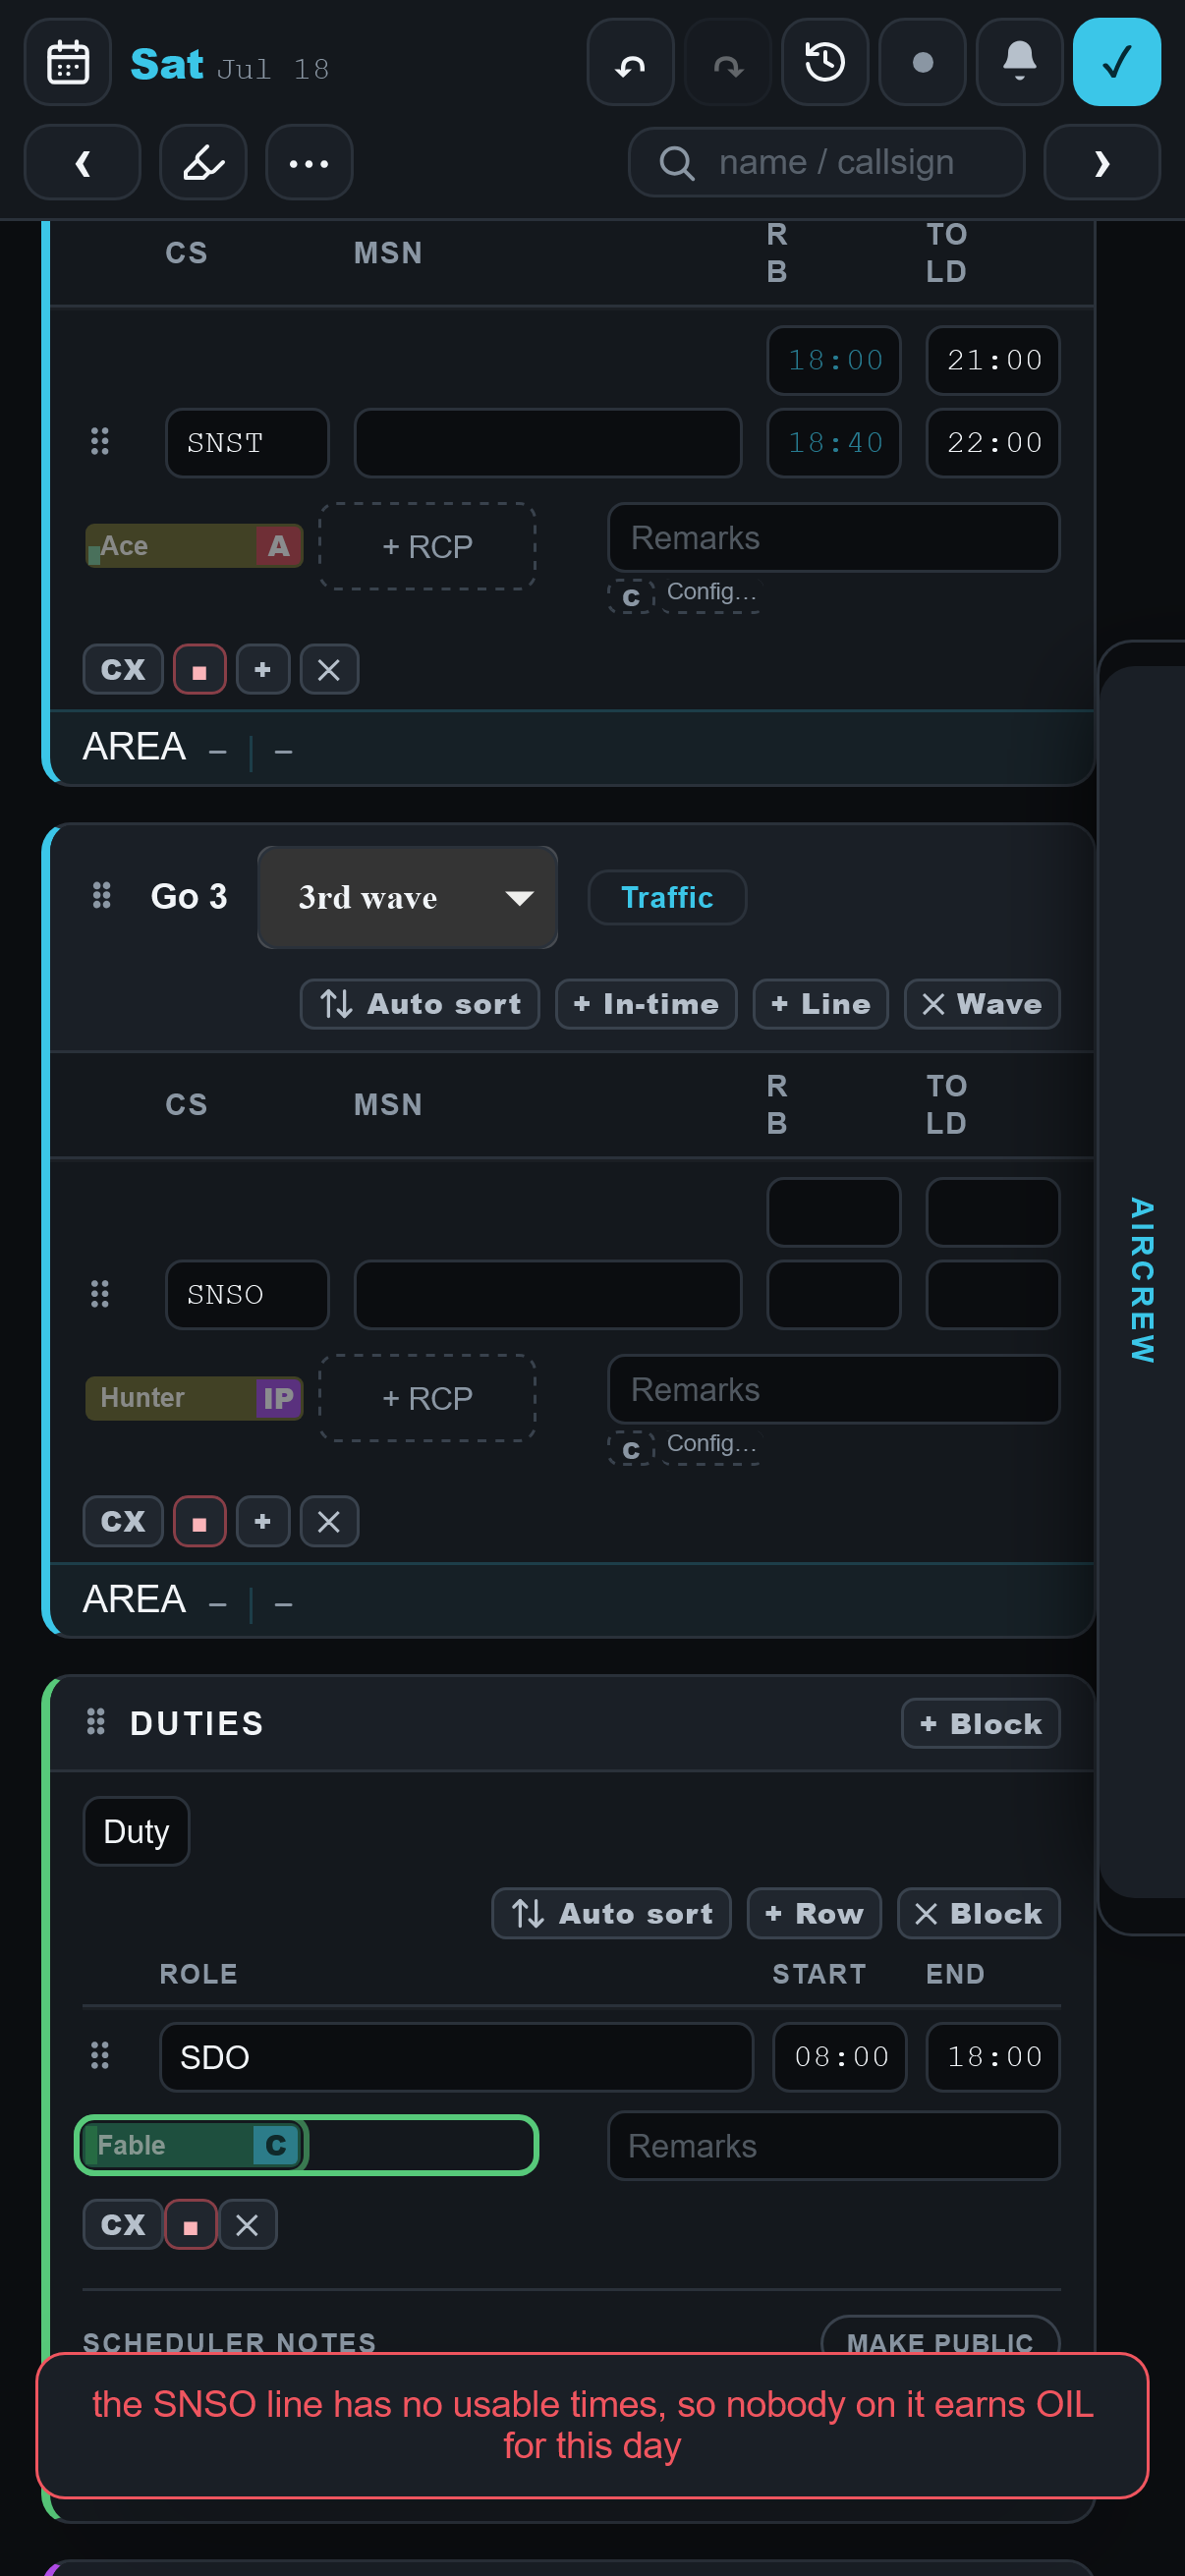 Sat Jul 18
name / callsign
CS MSN R TO
B LD
18:00 21:00
SNST 18:40 22:00
Ace A + RCP Remarks
C Config...
CX + ×
AREA – | –
Go 3 3rd wave Traffic
Auto sort + In-time + Line × Wave
CS MSN R TO
B LD
SNSO
Hunter IP + RCP Remarks
C Config...
CX + ×
AREA – | –
AIRCREW
DUTIES + Block
Duty
Auto sort + Row × Block
ROLE START END
SDO 08:00 18:00
Fable C Remarks
CX ×
SCHEDULER NOTES MAKE PUBLIC
the SNSO line has no usable times, so nobody on it earns OIL
for this day